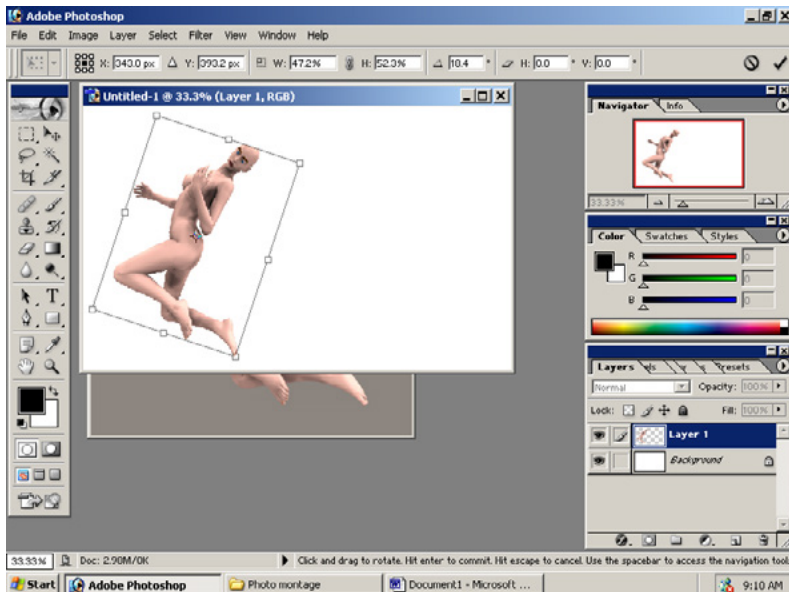 Adobe Photoshop
File Edit Image Layer Select Filter View Window Help
X: 343.0 px Y: 393.2 px W: 47.2% H: 52.3% 18.4 ° H: 0.0 ° V: 0.0 °
Untitled-1 @ 33.3% (Layer 1, RGB)
Navigator Info
33.33%
Color Swatches Styles
R 0
G 0
B 0
Layers Presets
Normal Opacity: 100%
Lock: Fill: 100%
Layer 1
Background
33.33% Doc: 2.90M/0K Click and drag to rotate. Hit enter to commit. Hit escape to cancel. Use the spacebar to access the navigation tool
Start Adobe Photoshop Photo montage Document1 - Microsoft ... 9:10 AM